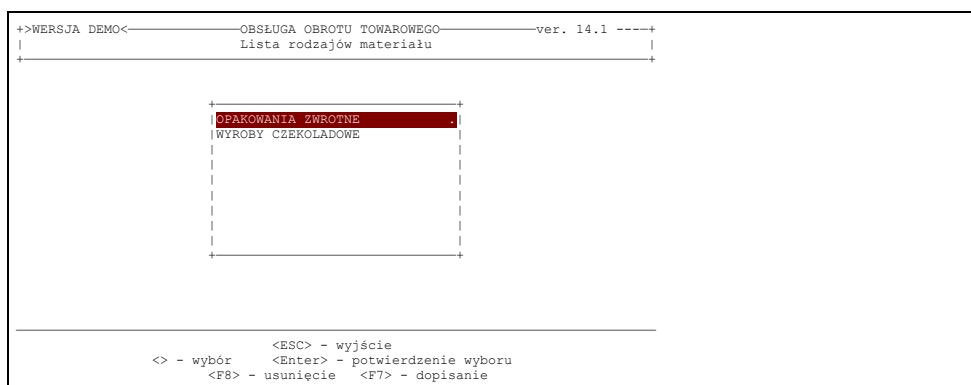 +>WERSJA DEMO<——————OBSŁUGA OBROTU TOWAROWEGO——————ver. 14.1 ----+
Lista rodzajów materiału
OPAKOWANIA ZWROTNE .
WYROBY CZEKOLADOWE
<ESC> - wyjście
<> - wybór <Enter> - potwierdzenie wyboru
<F8> - usunięcie <F7> - dopisanie